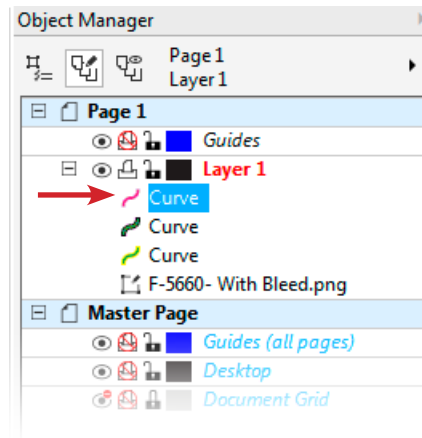 Object Manager
Page 1
Layer 1
Page 1
Guides
Layer 1
Curve
Curve
Curve
F-5660- With Bleed.png
Master Page
Guides (all pages)
Desktop
Document Grid